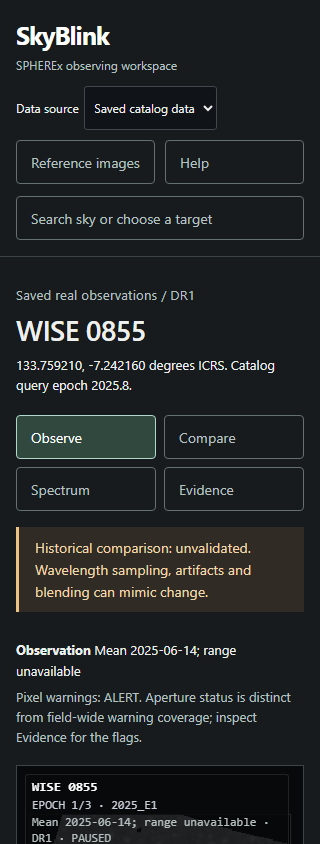 SkyBlink
SPHEREx observing workspace
Data source Saved catalog data
Reference images Help
Search sky or choose a target
Saved real observations / DR1
WISE 0855
133.759210, -7.242160 degrees ICRS. Catalog
query epoch 2025.8.
Observe Compare
Spectrum Evidence
Historical comparison: unvalidated.
Wavelength sampling, artifacts and
blending can mimic change.
Observation Mean 2025-06-14; range
unavailable
Pixel warnings: ALERT. Aperture status is distinct
from field-wide warning coverage; inspect
Evidence for the flags.
WISE 0855
EPOCH 1/3 · 2025_E1
Mean 2025-06-14; range unavailable ·
DR1 · PAUSED